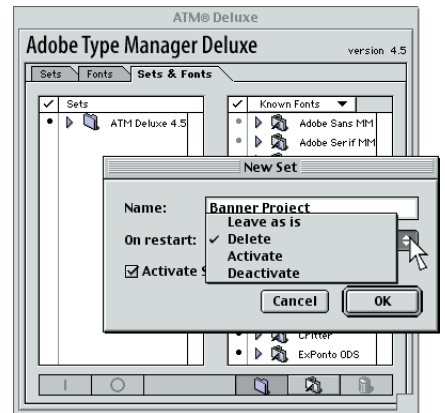 ATM® Deluxe
Adobe Type Manager Deluxe version 4.5
Sets Fonts Sets & Fonts
Sets Known Fonts
ATM Deluxe 4.5 Adobe Sans MM
Adobe Serif MM
New Set
Name: Banner Project
Leave as is
On restart: Delete
Activate
Deactivate
Activate
Cancel OK
Critter
ExPonto ODS